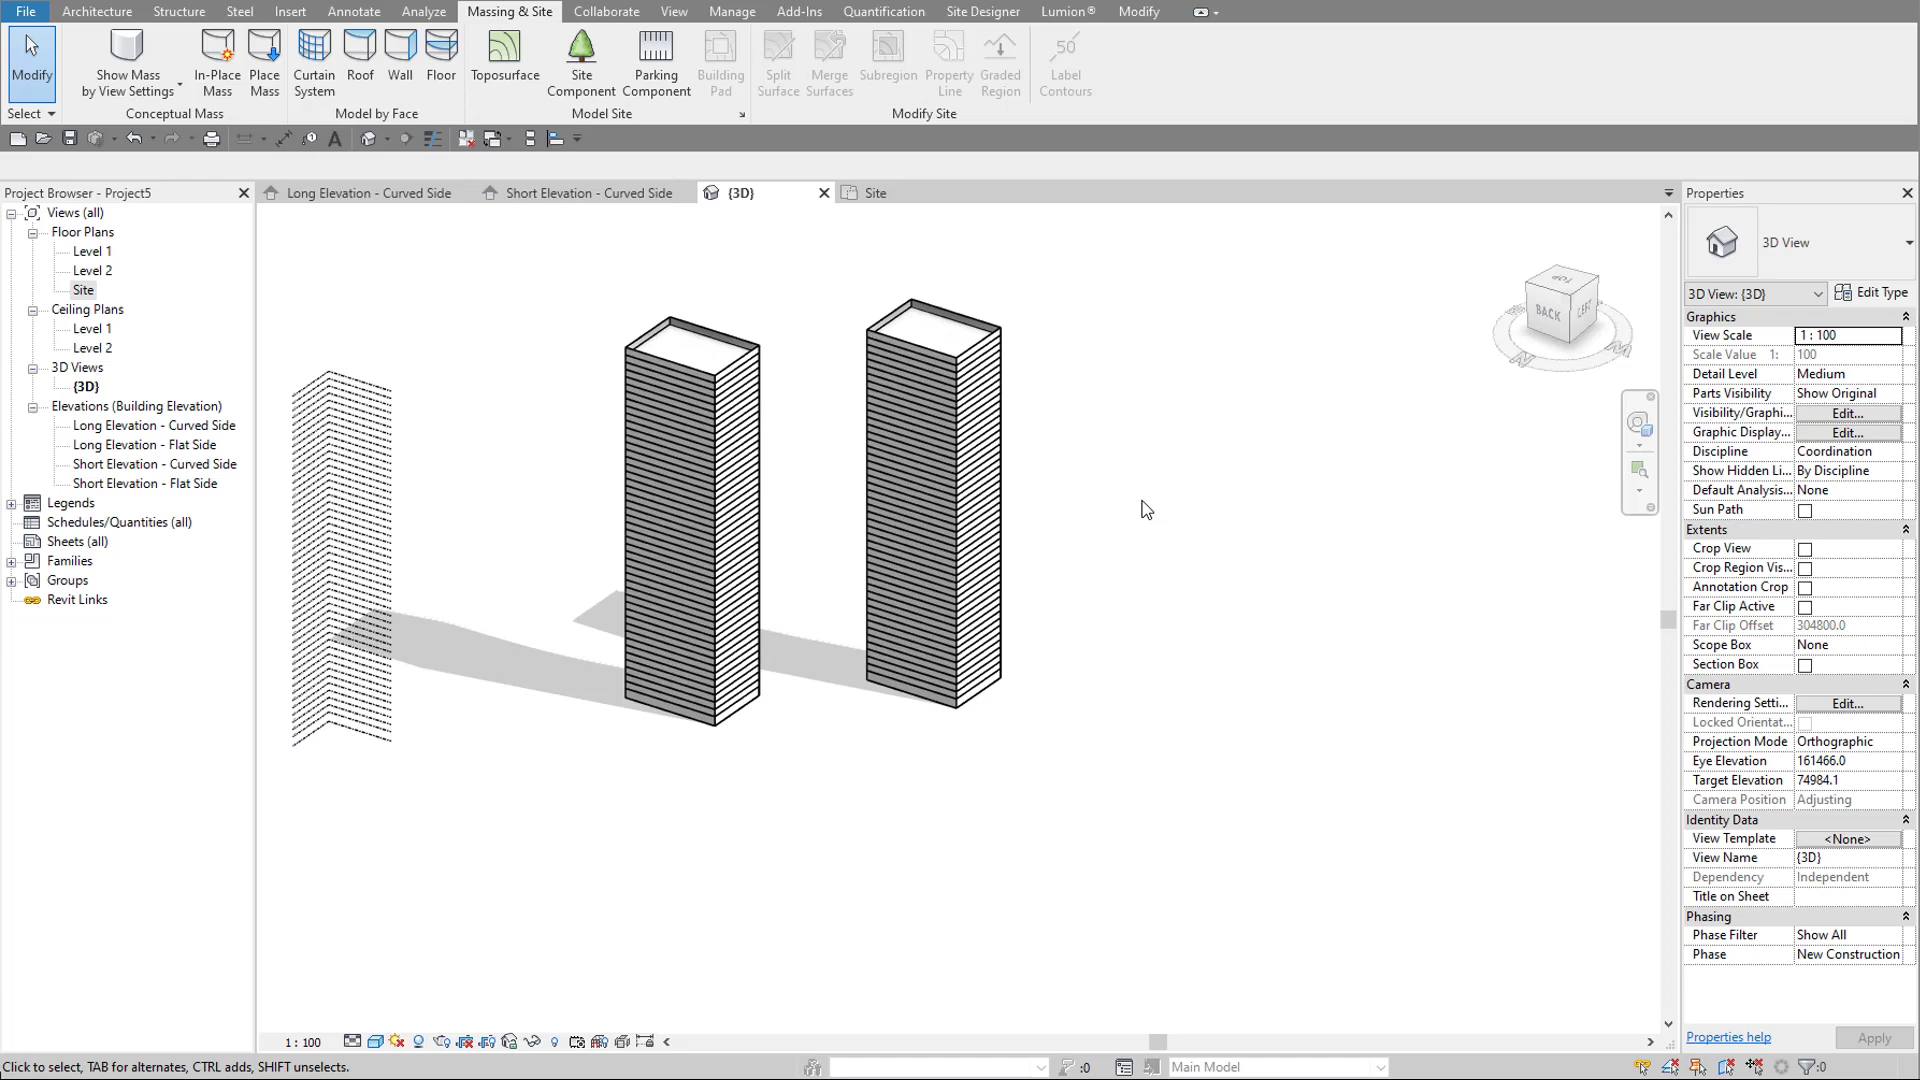 File Architecture Structure Steel Insert Annotate Analyze Massing & Site Collaborate View Manage Add-Ins Quantification Site Designer Lumion® Modify
Modify
Show Mass
by View Settings
In-Place
Mass
Place
Mass
Curtain
System
Roof
Wall
Floor
Toposurface
Site
Component
Parking
Component
Building
Pad
Split
Surface
Merge
Surfaces
Subregion
Property
Line
Graded
Region
50
Label
Contours
Select
Conceptual Mass
Model by Face
Model Site
Modify Site
A
Project Browser - Project5
Views (all)
Floor Plans
Level 1
Level 2
Site
Ceiling Plans
Level 1
Level 2
3D Views
{3D}
Elevations (Building Elevation)
Long Elevation - Curved Side
Long Elevation - Flat Side
Short Elevation - Curved Side
Short Elevation - Flat Side
Legends
Schedules/Quantities (all)
Sheets (all)
Families
Groups
Revit Links
Long Elevation - Curved Side
Short Elevation - Curved Side
{3D}
Site
TOP
BACK
LEFT
N
Properties
3D View
3D View: {3D}
Edit Type
Graphics
View Scale 1 : 100
Scale Value 1: 100
Detail Level Medium
Parts Visibility Show Original
Visibility/Graphi... Edit...
Graphic Display... Edit...
Discipline Coordination
Show Hidden Li... By Discipline
Default Analysis... None
Sun Path
Extents
Crop View
Crop Region Vis...
Annotation Crop
Far Clip Active
Far Clip Offset 304800.0
Scope Box None
Section Box
Camera
Rendering Setti... Edit...
Locked Orientat...
Projection Mode Orthographic
Eye Elevation 161466.0
Target Elevation 74984.1
Camera Position Adjusting
Identity Data
View Template <None>
View Name {3D}
Dependency Independent
Title on Sheet
Phasing
Phase Filter Show All
Phase New Construction
Properties help
Apply
1 : 100
Click to select, TAB for alternates, CTRL adds, SHIFT unselects.
:0
Main Model
:0